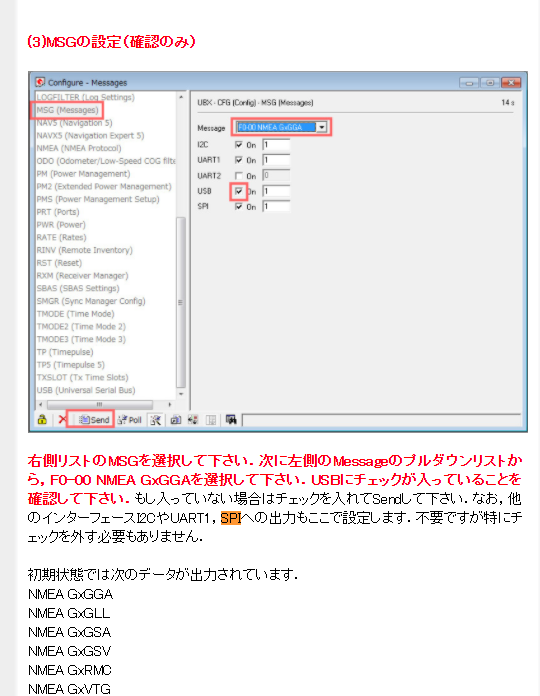 (3)MSGの設定(確認のみ)
Configure - Messages
LOGFILTER (Log Settings)
MSG (Messages)
NAV5 (Navigation 5)
NAVX5 (Navigation Expert 5)
NMEA (NMEA Protocol)
ODO (Odometer/Low-Speed COG filte
PM (Power Management)
PM2 (Extended Power Management)
PMS (Power Management Setup)
PRT (Ports)
PWR (Power)
RATE (Rates)
RINV (Remote Inventory)
RST (Reset)
RXM (Receiver Manager)
SBAS (SBAS Settings)
SMGR (Sync Manager Config)
TMODE (Time Mode)
TMODE2 (Time Mode 2)
TMODE3 (Time Mode 3)
TP (Timepulse)
TP5 (Timepulse 5)
TXSLOT (Tx Time Slots)
USB (Universal Serial Bus)
UBX - CFG (Config) - MSG (Messages)
14 s
Message F0-00 NMEA GxGGA
I2C On 1
UART1 On 1
UART2 On 0
USB On 1
SPI On 1
Send Poll
右側リストのMSGを選択して下さい．次に左側のMessageのプルダウンリストか
ら，F0-00 NMEA GxGGAを選択して下さい．USBにチェックが入っていることを
確認して下さい．もし入っていない場合はチェックを入れてSendして下さい．なお，他
のインターフェースI2CやUART1，SPIへの出力もここで設定します．不要ですが特にチ
ェックを外す必要もありません．
初期状態では次のデータが出力されています．
NMEA GxGGA
NMEA GxGLL
NMEA GxGSA
NMEA GxGSV
NMEA GxRMC
NMEA GxVTG